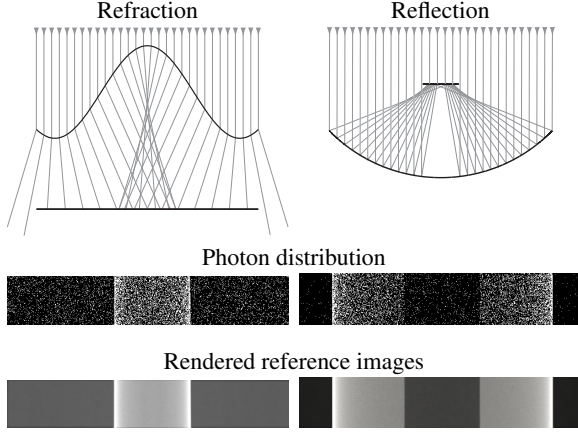 Refraction
Reflection
Photon distribution
Rendered reference images